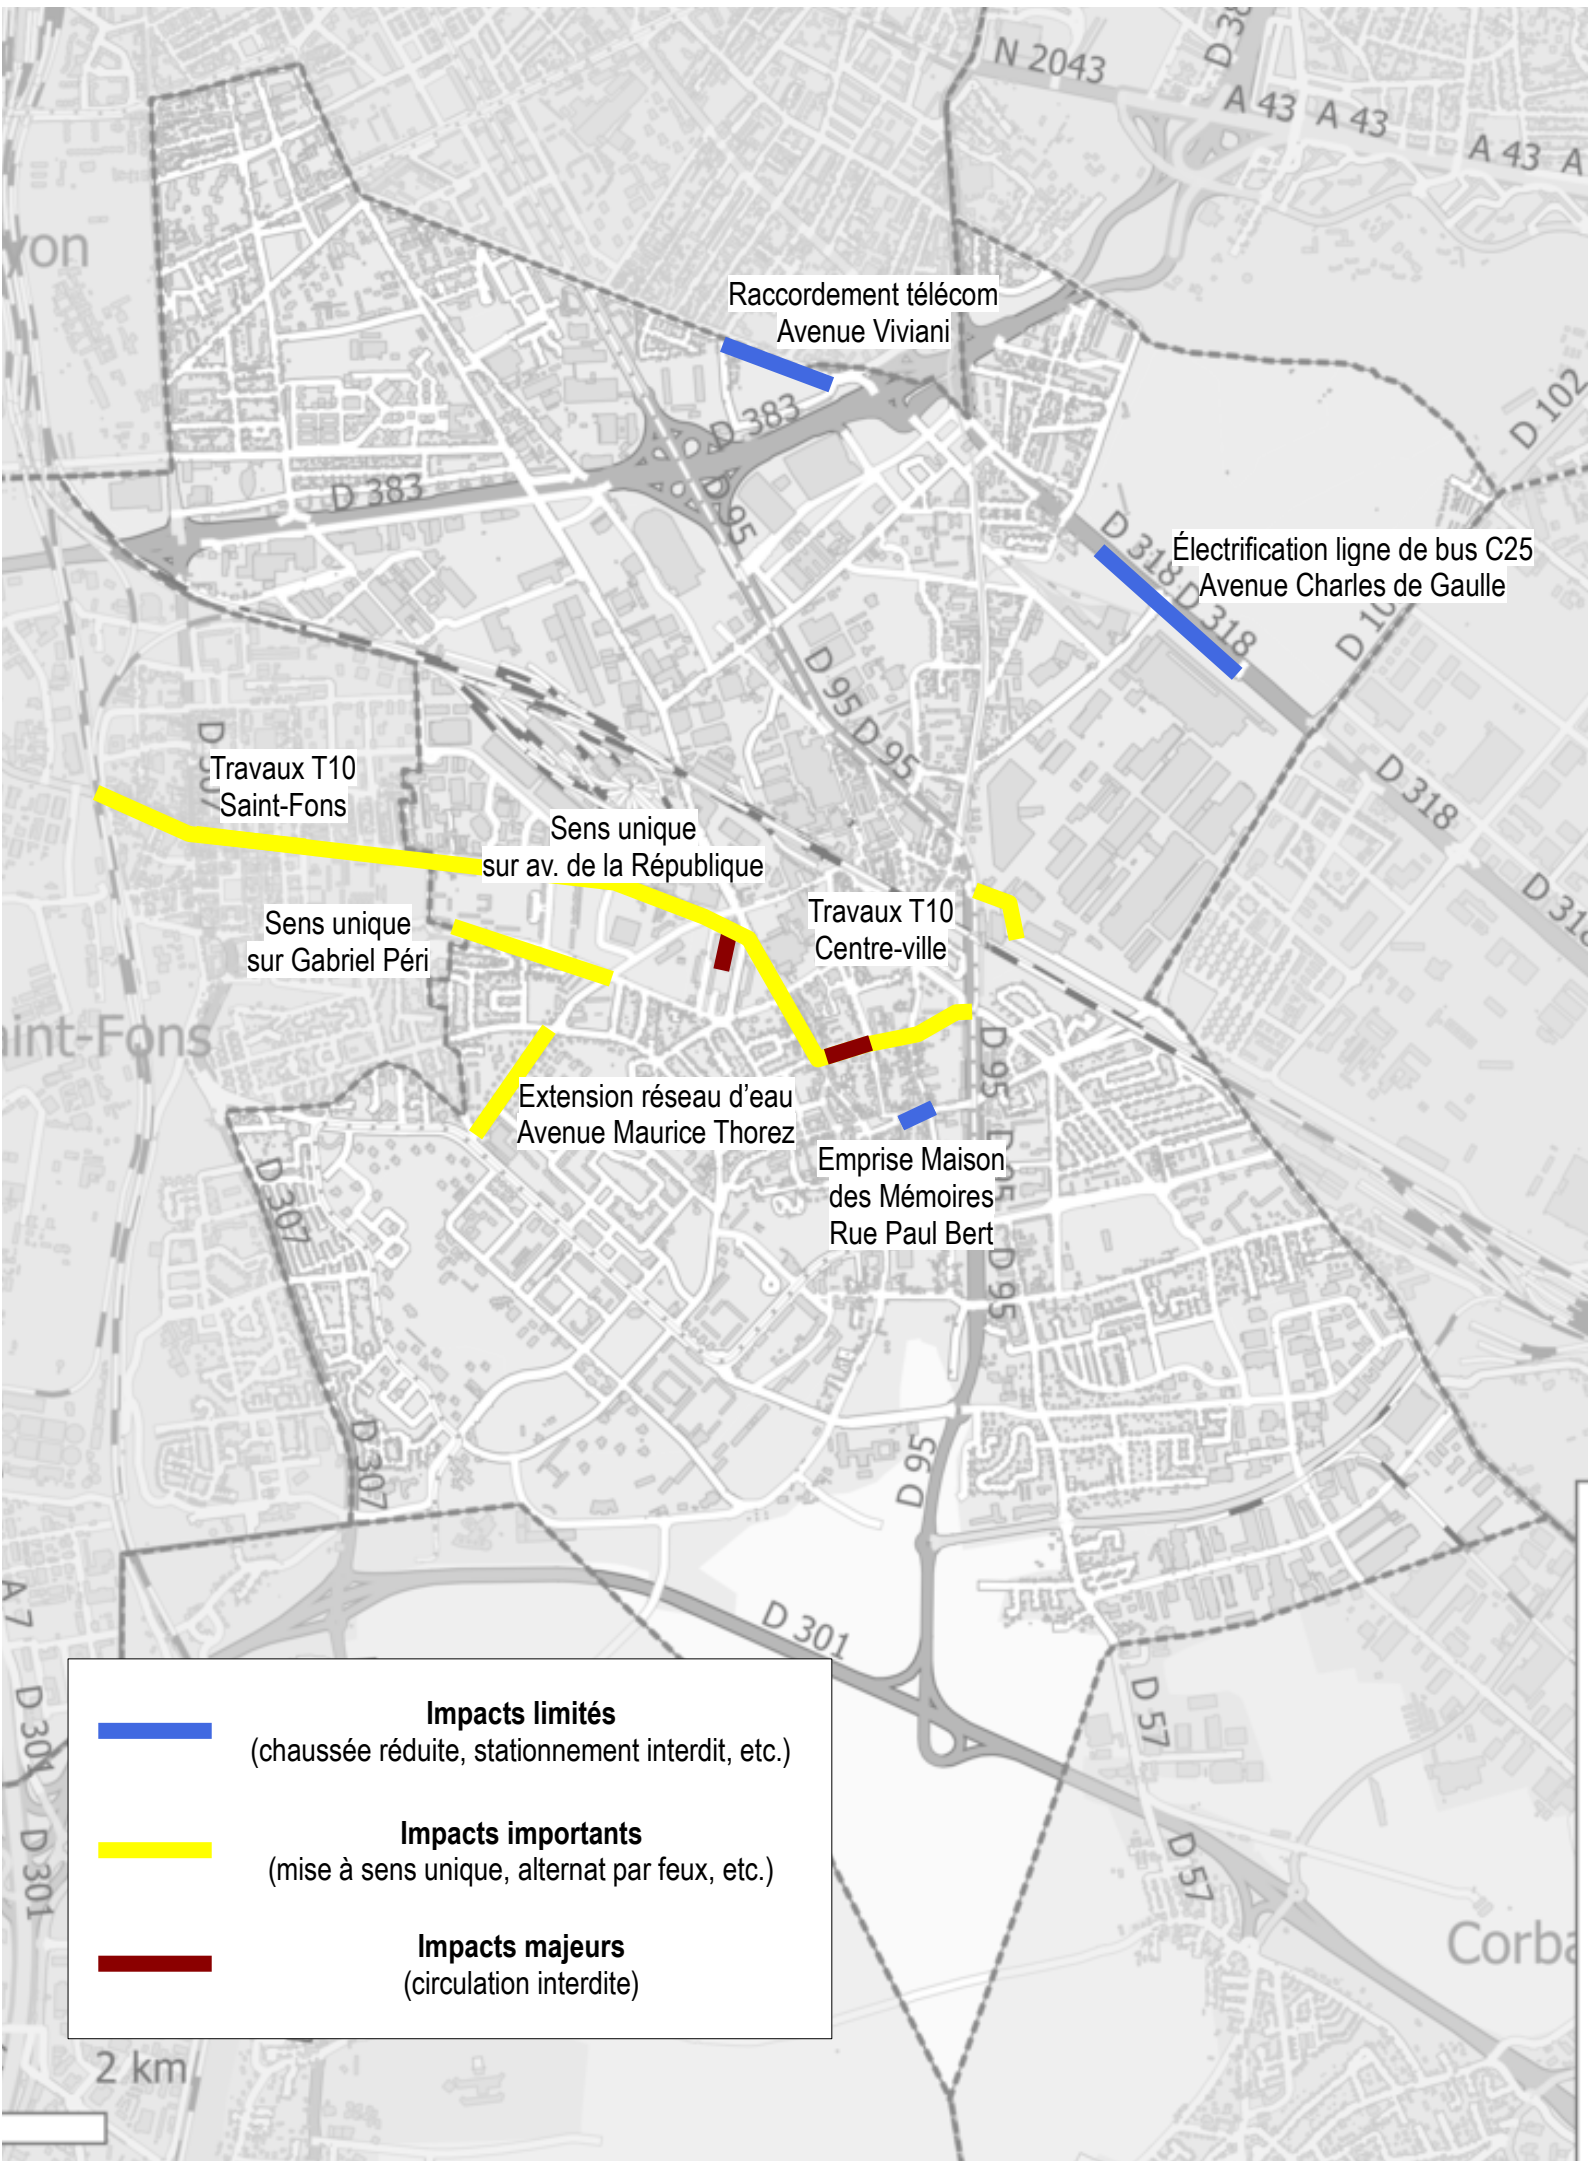 D 38
N 2043
A 43
A 43
A 43
A
yon
Raccordement télécom
Avenue Viviani
D 102
D 383
D 383
D 95
D 318
Électrification ligne de bus C25
Avenue Charles de Gaulle
D 318
D 10
D 95
D 95
D 307
Travaux T10
Saint-Fons
D 318
Sens unique
sur av. de la République
D 318
Travaux T10
Centre-ville
Sens unique
sur Gabriel Péri
aint-Fons
D 95
Extension réseau d’eau
Avenue Maurice Thorez
D 95
Emprise Maison
des Mémoires
Rue Paul Bert
D 307
D 95
D 307
D 95
A 7
D 301
D 57
D 301
Impacts limités
(chaussée réduite, stationnement interdit, etc.)
Impacts importants
(mise à sens unique, alternat par feux, etc.)
D 57
D 301
Impacts majeurs
(circulation interdite)
Corba
2 km